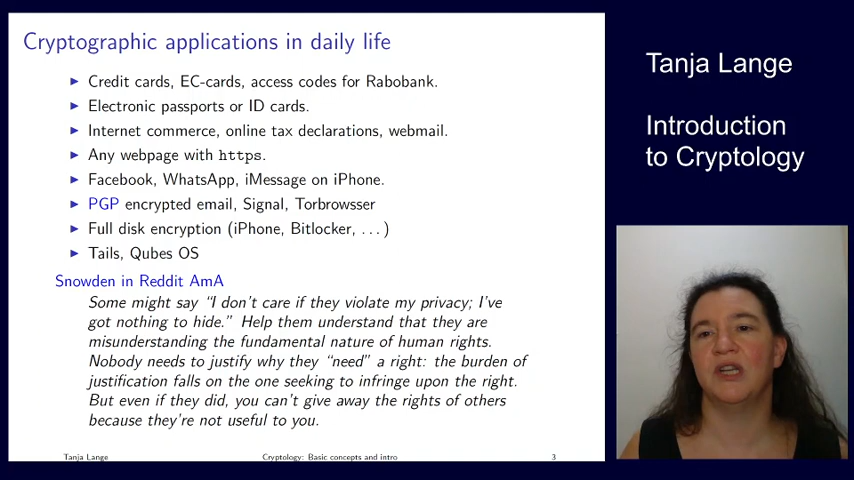 Cryptographic applications in daily life
► Credit cards, EC-cards, access codes for Rabobank.
► Electronic passports or ID cards.
► Internet commerce, online tax declarations, webmail.
► Any webpage with https.
► Facebook, WhatsApp, iMessage on iPhone.
► PGP encrypted email, Signal, Torbrowsser
► Full disk encryption (iPhone, Bitlocker, . . . )
► Tails, Qubes OS
Snowden in Reddit AmA
Some might say “I don't care if they violate my privacy; I've
got nothing to hide.” Help them understand that they are
misunderstanding the fundamental nature of human rights.
Nobody needs to justify why they “need” a right: the burden of
justification falls on the one seeking to infringe upon the right.
But even if they did, you can't give away the rights of others
because they're not useful to you.
Tanja Lange
Cryptology: Basic concepts and intro
3
Tanja Lange
Introduction
to Cryptology